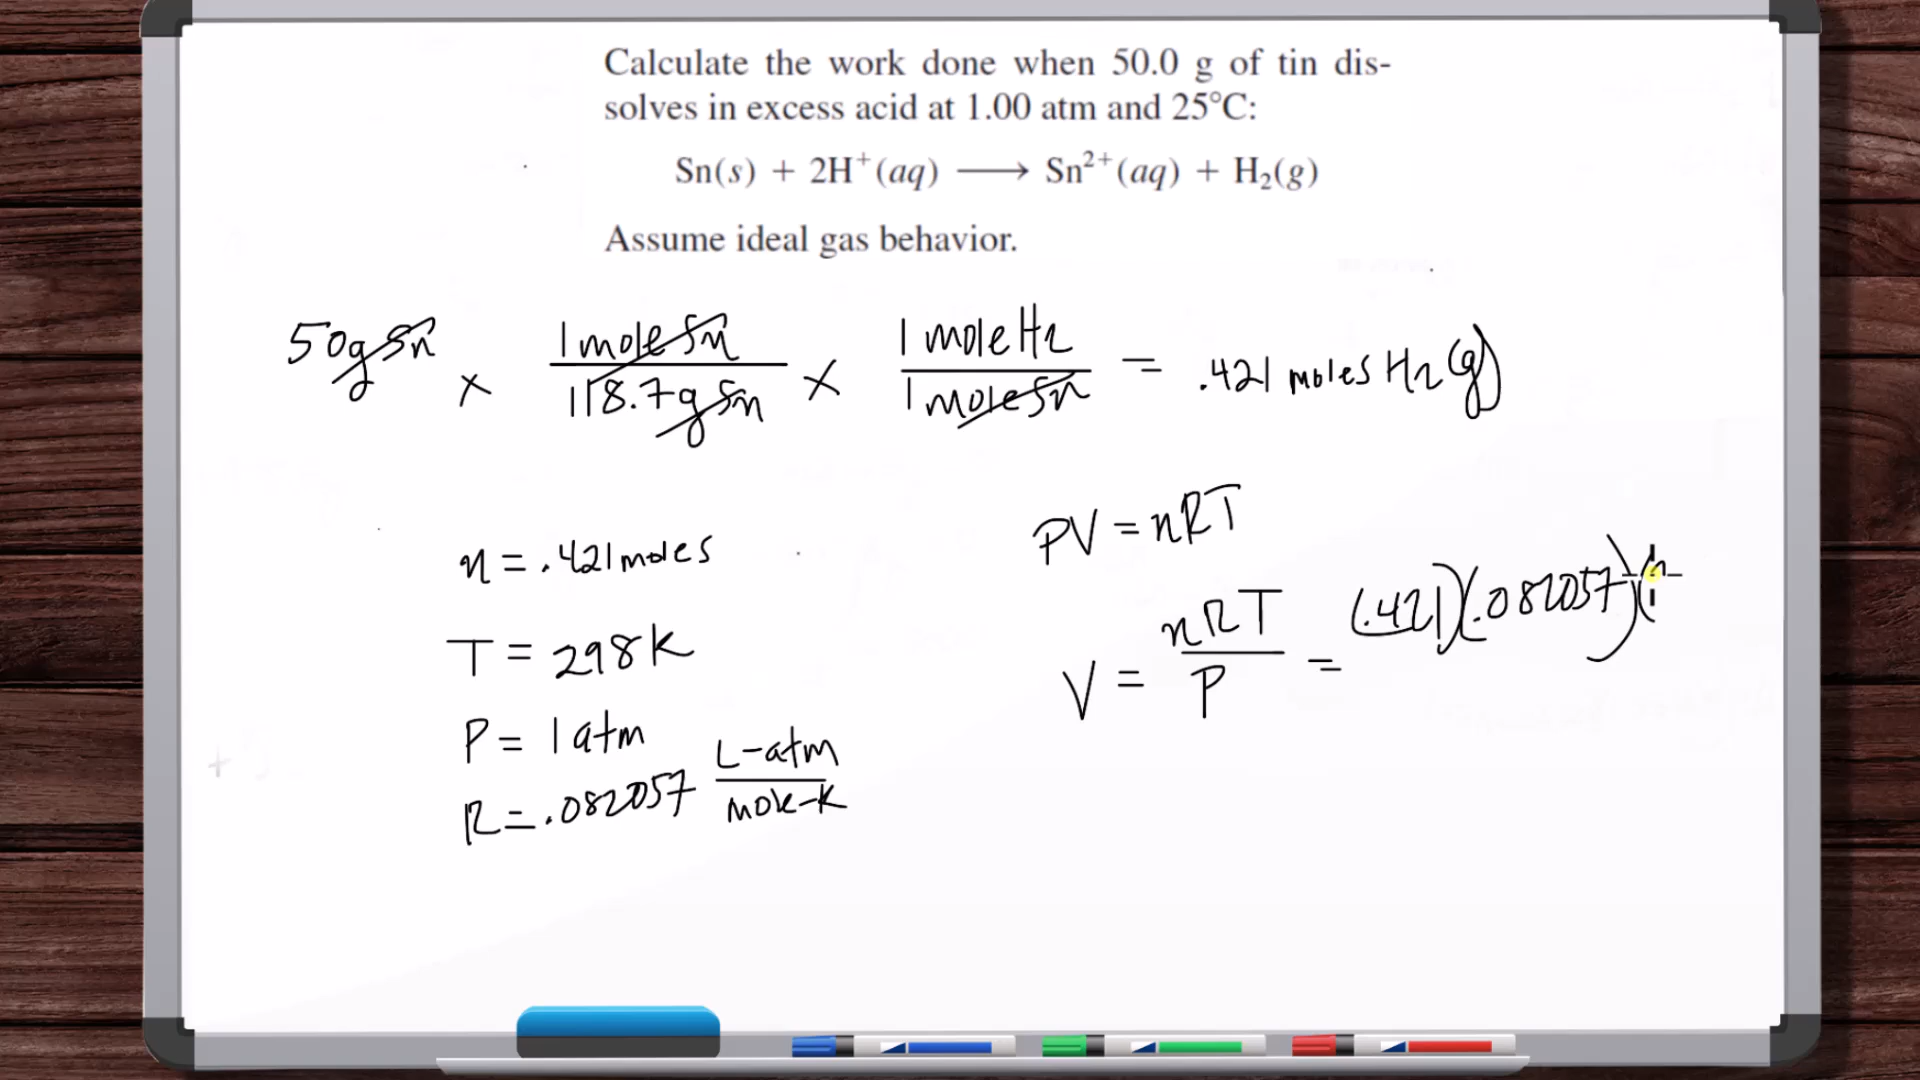 Calculate the work done when 50.0 g of tin dis-
solves in excess acid at 1.00 atm and 25°C:
Sn(s) + 2H⁺(aq) ⟶ Sn²⁺(aq) + H₂(g)
Assume ideal gas behavior.
50g Sn × 1 mole Sn / 118.7g Sn × 1 mole H₂ / 1 mole Sn = .421 moles H₂ (g)
n = .421 moles
T = 298 K
P = 1 atm
R = .082057 L-atm / mole-K
PV = nRT
V = nRT / P = (.421)(.082057)(